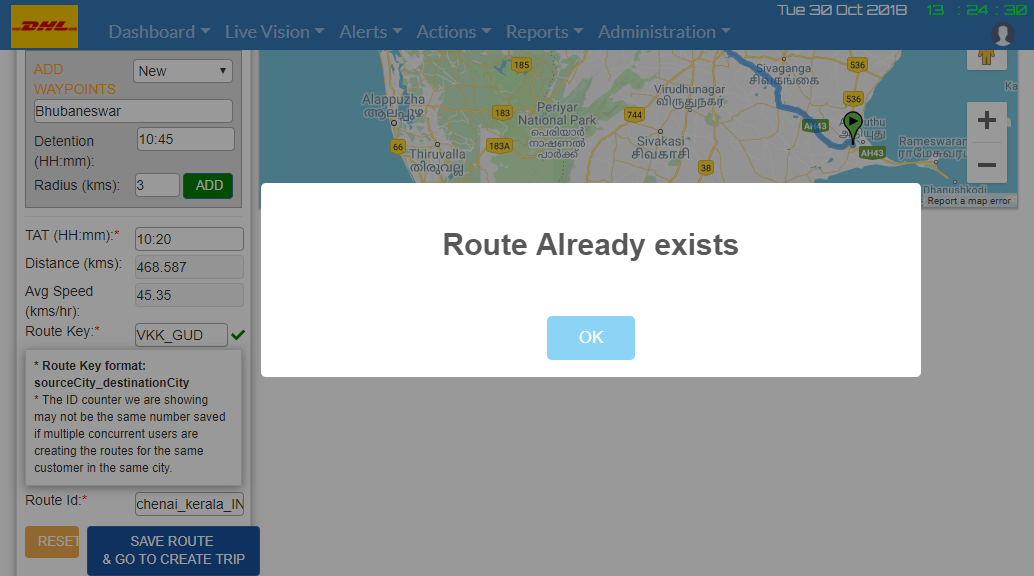 DHL
Tue 30 Oct 2018 13 : 24 : 30
Dashboard Live Vision Alerts Actions Reports Administration
ADD WAYPOINTS
New
Bhubaneswar
Detention (HH:mm):
10:45
Radius (kms):
3
ADD
TAT (HH:mm):*
10:20
Distance (kms):
468.587
Avg Speed (kms/hr):
45.35
Route Key:*
VKK_GUD
* Route Key format:
sourceCity_destinationCity
* The ID counter we are showing
may not be the same number saved
if multiple concurrent users are
creating the routes for the same
customer in the same city.
Route Id:*
chenai_kerala_IN
RESET
SAVE ROUTE
& GO TO CREATE TRIP
185
Sivaganga
சிவகங்கை
536
Ka
Alappuzha
ആലപ്പുഴ
183
Periyar
National Park
பெரியார்
நாஷணல்
பார்க்
Virudhunagar
விருதுநகர்
744
536
AH43
66
183A
Thiruvalla
തിരുവല്ല
Sivakasi
சிவகாசி
AH43
38
Rameswaram
Dhanushkodi
Report a map error
Route Already exists
OK